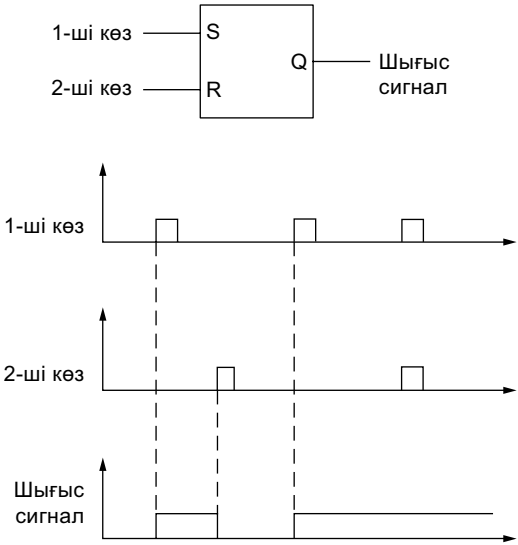 1-ші көз
S
2-ші көз
R
Q
Шығыс
сигнал
1-ші көз
2-ші көз
Шығыс
сигнал